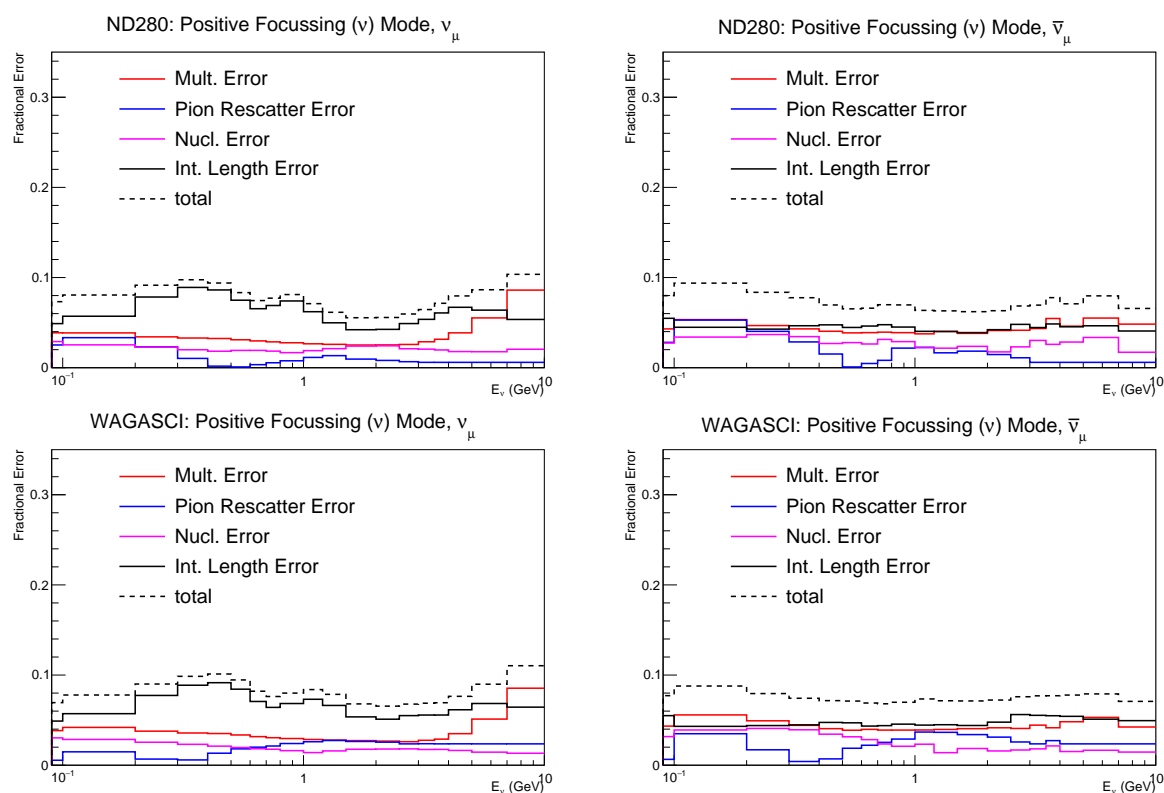 ND280: Positive Focussing (ν) Mode, ν_μ
Fractional Error
0.3
0.2
0.1
0
Mult. Error
Pion Rescatter Error
Nucl. Error
Int. Length Error
total
10⁻¹ 1 10
E_ν (GeV)
ND280: Positive Focussing (ν) Mode, ν̅_μ
Fractional Error
0.3
0.2
0.1
0
Mult. Error
Pion Rescatter Error
Nucl. Error
Int. Length Error
total
10⁻¹ 1 10
E_ν (GeV)
WAGASCI: Positive Focussing (ν) Mode, ν_μ
Fractional Error
0.3
0.2
0.1
0
Mult. Error
Pion Rescatter Error
Nucl. Error
Int. Length Error
total
10⁻¹ 1 10
E_ν (GeV)
WAGASCI: Positive Focussing (ν) Mode, ν̅_μ
Fractional Error
0.3
0.2
0.1
0
Mult. Error
Pion Rescatter Error
Nucl. Error
Int. Length Error
total
10⁻¹ 1 10
E_ν (GeV)